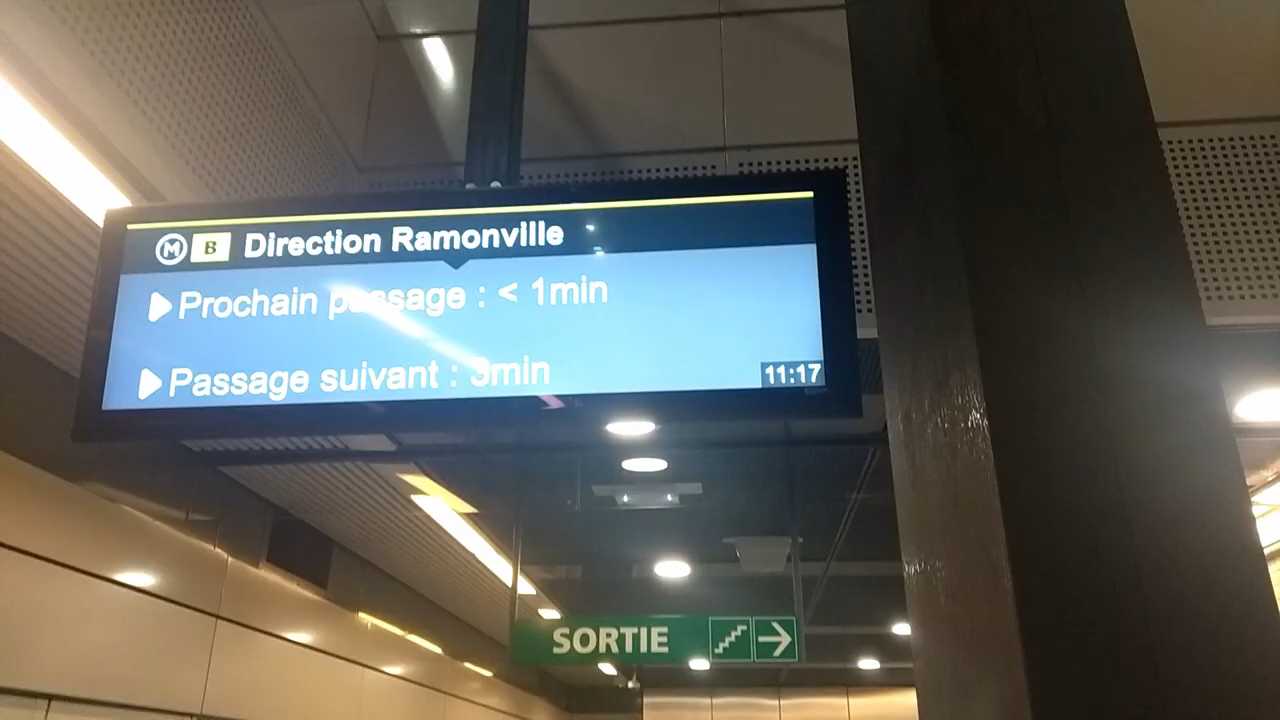 M B Direction Ramonville
Prochain passage : < 1min
Passage suivant : 3min
11:17
SORTIE